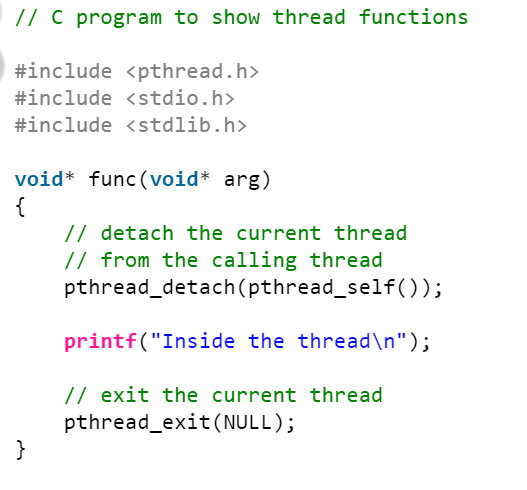 // C program to show thread functions
#include <pthread.h>
#include <stdio.h>
#include <stdlib.h>
void* func(void* arg)
{
    // detach the current thread
    // from the calling thread
    pthread_detach(pthread_self());
    printf("Inside the thread\n");
    // exit the current thread
    pthread_exit(NULL);
}